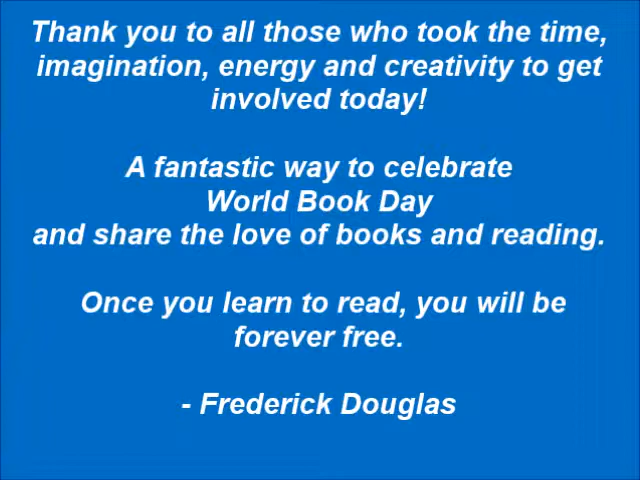 Thank you to all those who took the time,
imagination, energy and creativity to get
involved today!
A fantastic way to celebrate
World Book Day
and share the love of books and reading.
Once you learn to read, you will be
forever free.
- Frederick Douglas